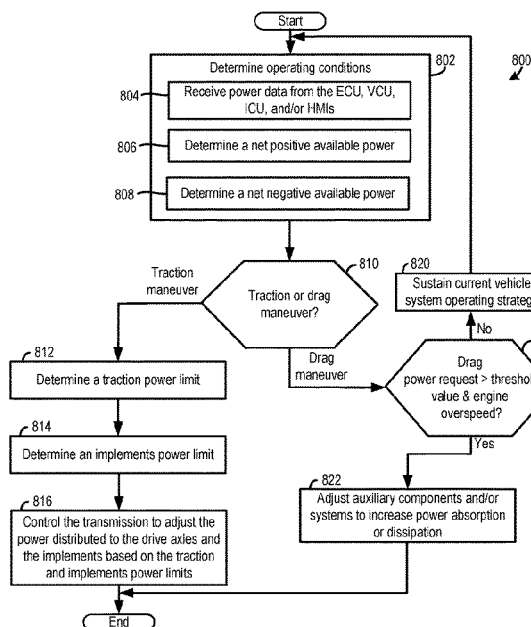 Start
Determine operating conditions
802
800
804
Receive power data from the ECU, VCU,
ICU, and/or HMIs
806
Determine a net positive available power
808
Determine a net negative available power
810
Traction
maneuver
Traction or drag
maneuver?
820
Sustain current vehicle
system operating
No
812
Determine a traction power limit
Drag
maneuver
Drag
power request > threshold
value & engine
overspeed?
Yes
814
Determine an implements power limit
816
Control the transmission to adjust the
power distributed to the drive axles and
the implements based on the traction
and implements power limits
822
Adjust auxiliary components and/or
systems to increase power absorption
or dissipation
End